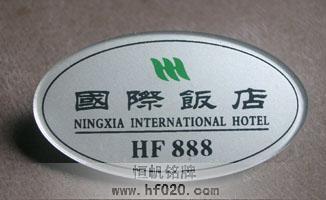 國際飯店
NINGXIA INTERNATIONAL HOTEL
HF 888
恒帆铭牌
www.hf020.com